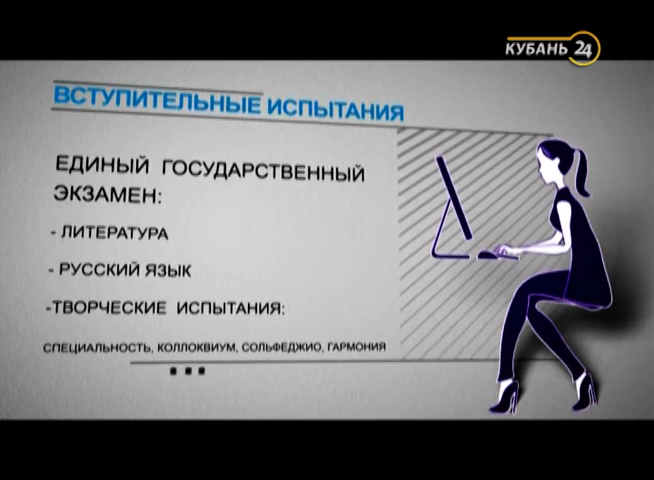 КУБАНЬ 24
ВСТУПИТЕЛЬНЫЕ ИСПЫТАНИЯ
ЕДИНЫЙ ГОСУДАРСТВЕННЫЙ
ЭКЗАМЕН:
- ЛИТЕРАТУРА
- РУССКИЙ ЯЗЫК
-ТВОРЧЕСКИЕ ИСПЫТАНИЯ:
СПЕЦИАЛЬНОСТЬ, КОЛЛОКВИУМ, СОЛЬФЕДЖИО, ГАРМОНИЯ